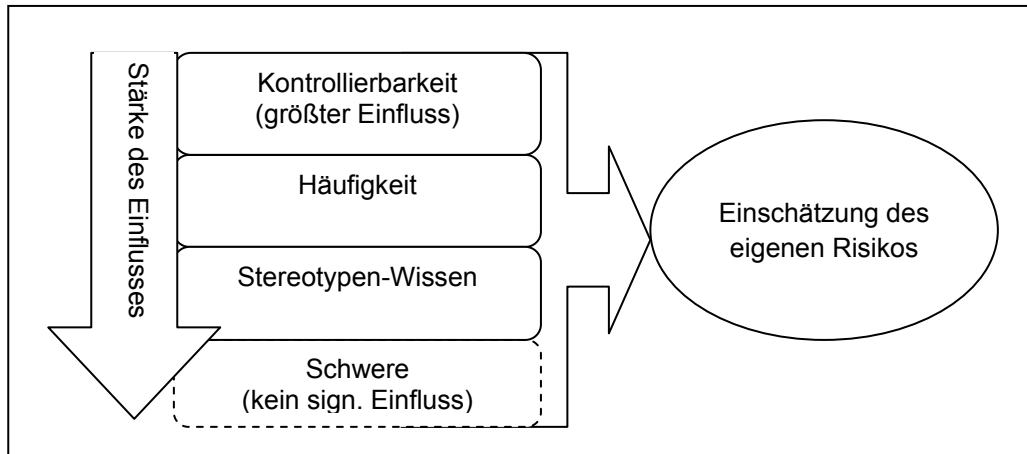 Stärke des Einflusses
Kontrollierbarkeit
(größter Einfluss)
Häufigkeit
Stereotypen-Wissen
Schwere
(kein sign. Einfluss)
Einschätzung des
eigenen Risikos